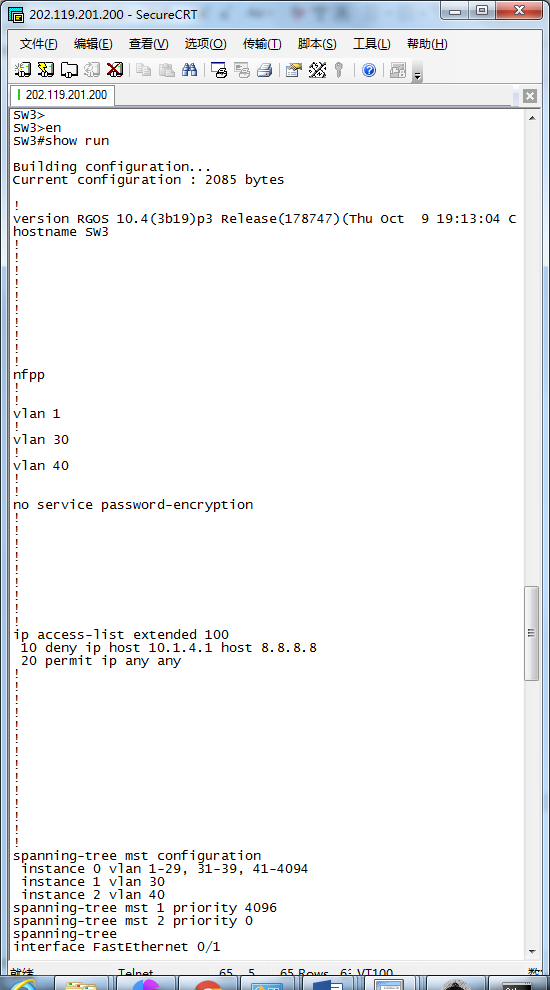 202.119.201.200 - SecureCRT
文件(F) 编辑(E) 查看(V) 选项(O) 传输(T) 脚本(S) 工具(L) 帮助(H)
202.119.201.200
SW3>
SW3>en
SW3#show run
Building configuration...
Current configuration : 2085 bytes
!
version RGOS 10.4(3b19)p3 Release(178747)(Thu Oct  9 19:13:04 C
hostname SW3
!
!
!
!
!
!
!
!
!
!
nfpp
!
!
vlan 1
!
vlan 30
!
vlan 40
!
!
no service password-encryption
!
!
!
!
!
!
!
!
!
ip access-list extended 100
 10 deny ip host 10.1.4.1 host 8.8.8.8
 20 permit ip any any
!
!
!
!
!
!
!
!
!
!
!
!
!
!
spanning-tree mst configuration
 instance 0 vlan 1-29, 31-39, 41-4094
 instance 1 vlan 30
 instance 2 vlan 40
spanning-tree mst 1 priority 4096
spanning-tree mst 2 priority 0
spanning-tree
interface FastEthernet 0/1
就绪 Telnet 65, 5 65 Rows, VT100